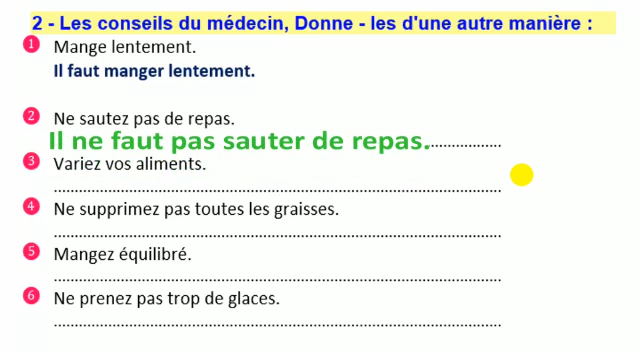 2 - Les conseils du médecin, Donne - les d'une autre manière :
1 Mange lentement.
Il faut manger lentement.
2 Ne sautez pas de repas.
Il ne faut pas sauter de repas..................
3 Variez vos aliments.
...........................................................................................................
4 Ne supprimez pas toutes les graisses.
...........................................................................................................
5 Mangez équilibré.
...........................................................................................................
6 Ne prenez pas trop de glaces.
...........................................................................................................